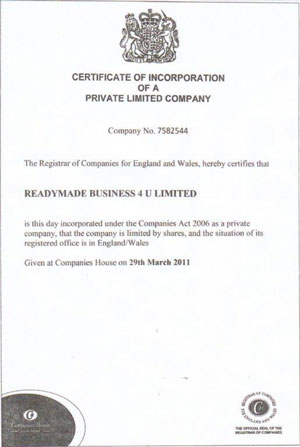 CERTIFICATE OF INCORPORATION
OF A
PRIVATE LIMITED COMPANY
Company No. 7582544
The Registrar of Companies for England and Wales, hereby certifies that
READYMADE BUSINESS 4 U LIMITED
is this day incorporated under the Companies Act 2006 as a private
company, that the company is limited by shares, and the situation of its
registered office is in England/Wales
Given at Companies House on 29th March 2011
Companies House
REGISTRAR OF COMPANIES
ENGLAND AND WALES
THE OFFICIAL SEAL OF THE
REGISTRAR OF COMPANIES